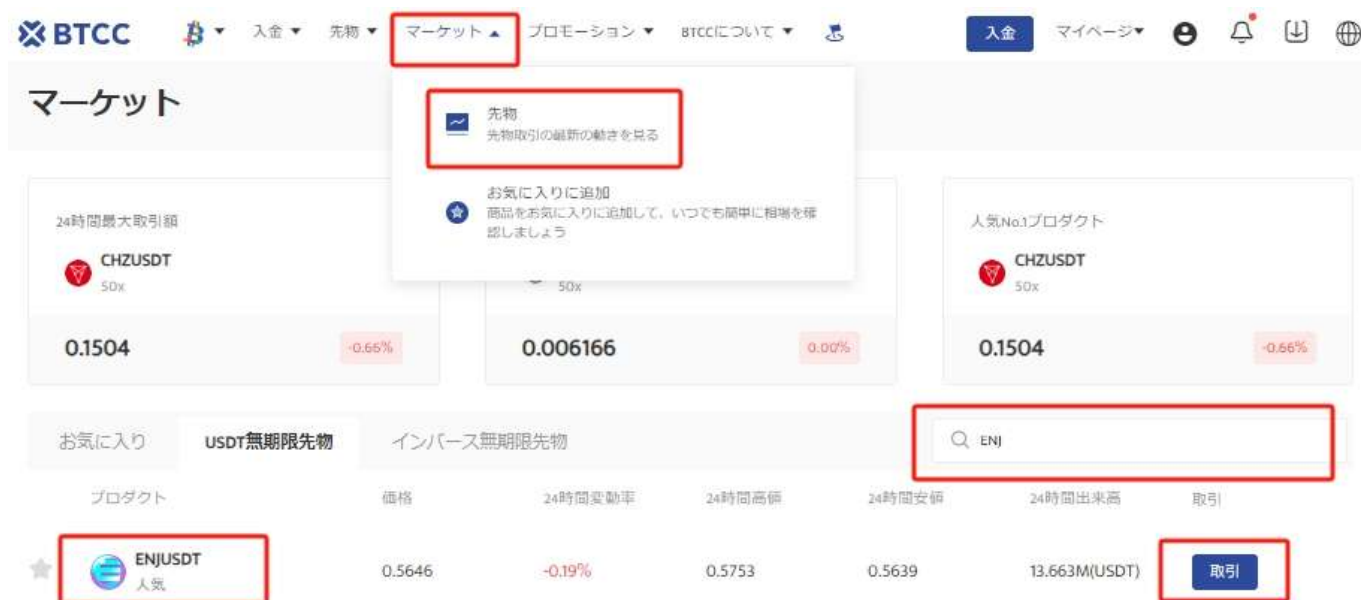 BTCC
入金
先物
マーケット
プロモーション
BTCCについて
入金
マイページ
マーケット
先物
先物取引の最新の動きを見る
お気に入りに追加
商品をお気に入りに追加して、いつでも簡単に相場を確
認しましょう
24時間最大取引額
CHZUSDT
50x
0.1504
-0.66%
50x
0.006166
0.00%
人気No.1プロダクト
CHZUSDT
50x
0.1504
-0.66%
お気に入り
USDT無期限先物
インバース無期限先物
ENJ
プロダクト 価格 24時間変動率 24時間高値 24時間安値 24時間出来高 取引
ENJUSDT
人気
0.5646 -0.19% 0.5753 0.5639 13.663M(USDT) 取引